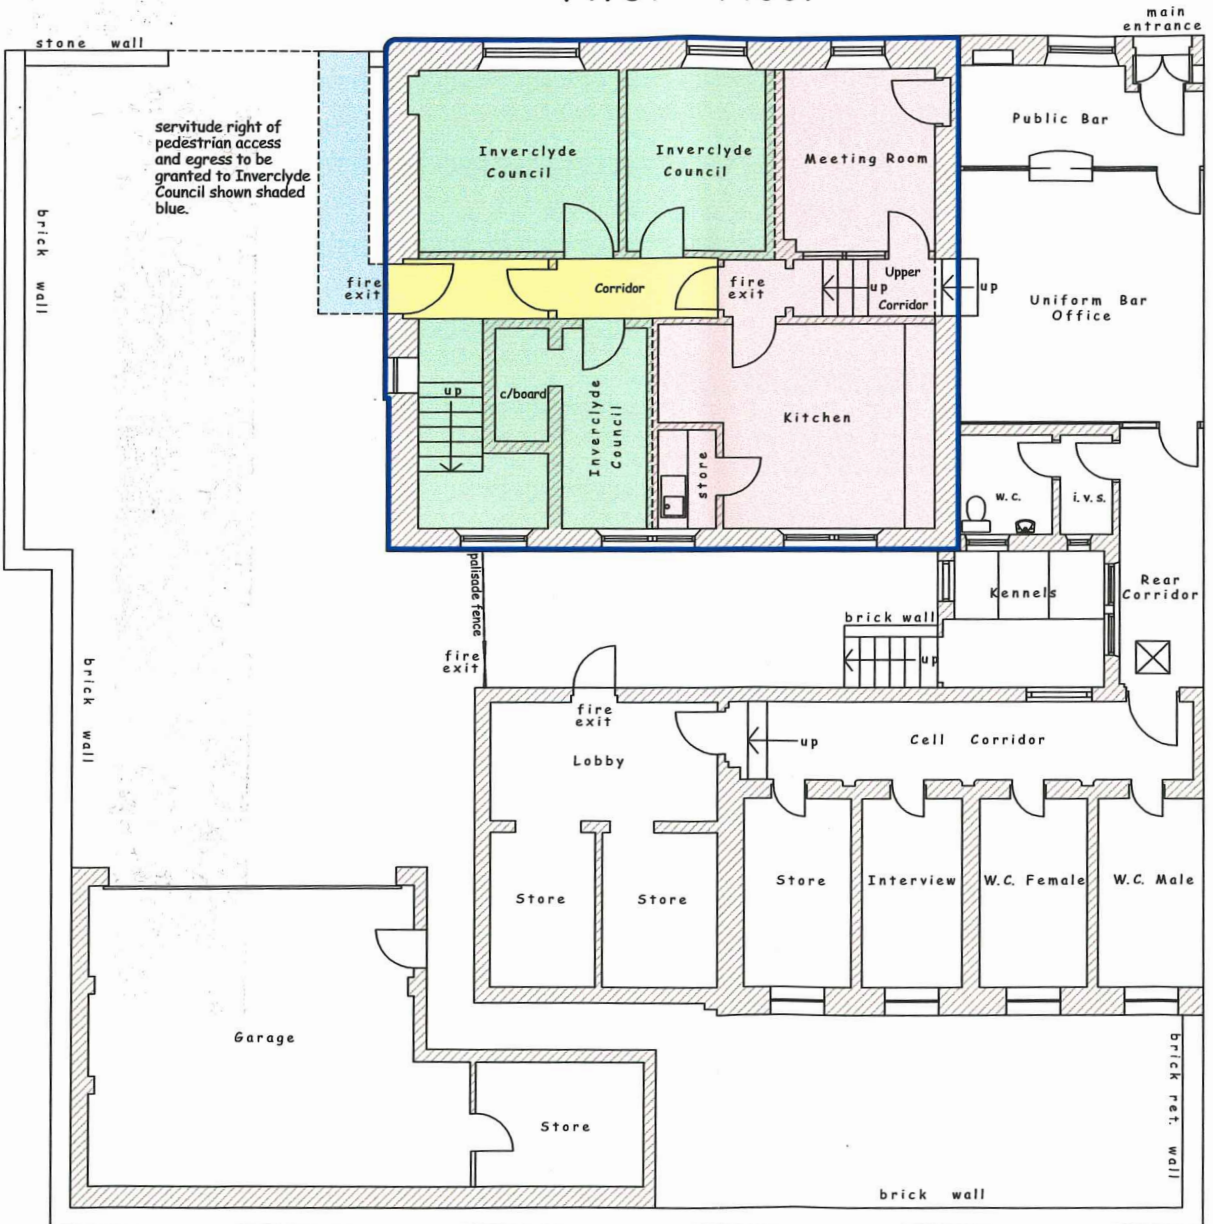 main
entrance
stone wall
servitude right of
pedestrian access
and egress to be
granted to Inverclyde
Council shown shaded
blue.
Inverclyde
Council
Inverclyde
Council
Meeting Room
Public Bar
brick wall
fire
exit
Corridor
fire
exit
up
Upper
Corridor
up
Uniform Bar
Office
up
c/board
Inverclyde
Council
store
Kitchen
w.c.
i.v.s.
palisade fence
Kennels
Rear
Corridor
brick wall
up
fire
exit
brick wall
fire
exit
Lobby
up
Cell Corridor
Store
Store
Store
Interview
W.C. Female
W.C. Male
Garage
Store
brick ret. wall
brick wall